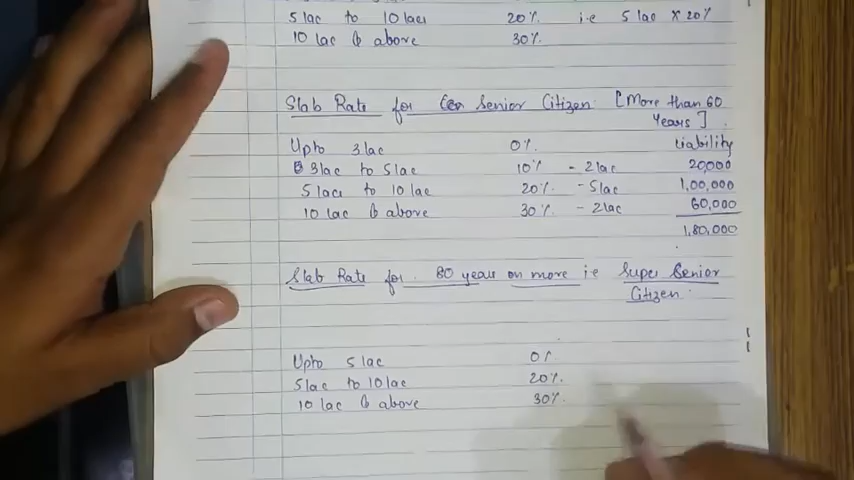 5 lac to 10 lacs 20% i.e 5 lac × 20%
10 lac & above 30%
Slab Rate for Senior Citizen [More than 60
Years]
Liability
Upto 3 lac 0%
3 lac to 5 lac 10% - 2 lac 20,000
5 lacs to 10 lac 20% - 5 lac 1,00,000
10 lac & above 30% - 2 lac 60,000
1,80,000
Slab Rate for 80 years or more i.e Super Senior
Citizen
Upto 5 lac 0%
5 lac to 10 lac 20%
10 lac & above 30%